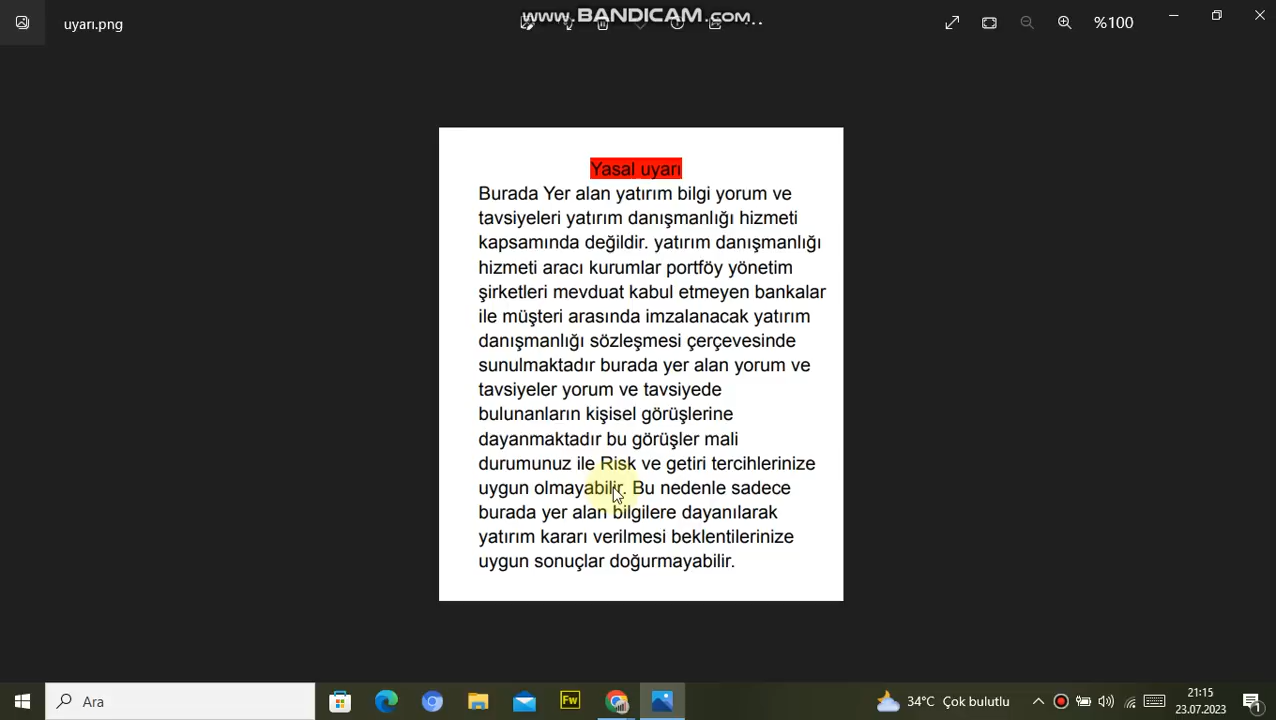 www.BANDICAM.com
uyarı.png
%100
Yasal uyarı
Burada Yer alan yatırım bilgi yorum ve
tavsiyeleri yatırım danışmanlığı hizmeti
kapsamında değildir. yatırım danışmanlığı
hizmeti aracı kurumlar portföy yönetim
şirketleri mevduat kabul etmeyen bankalar
ile müşteri arasında imzalanacak yatırım
danışmanlığı sözleşmesi çerçevesinde
sunulmaktadır burada yer alan yorum ve
tavsiyeler yorum ve tavsiyede
bulunanların kişisel görüşlerine
dayanmaktadır bu görüşler mali
durumunuz ile Risk ve getiri tercihlerinize
uygun olmayabilir. Bu nedenle sadece
burada yer alan bilgilere dayanılarak
yatırım kararı verilmesi beklentilerinize
uygun sonuçlar doğurmayabilir.
Ara
Fw
34°C Çok bulutlu
21:15
23.07.2023
1